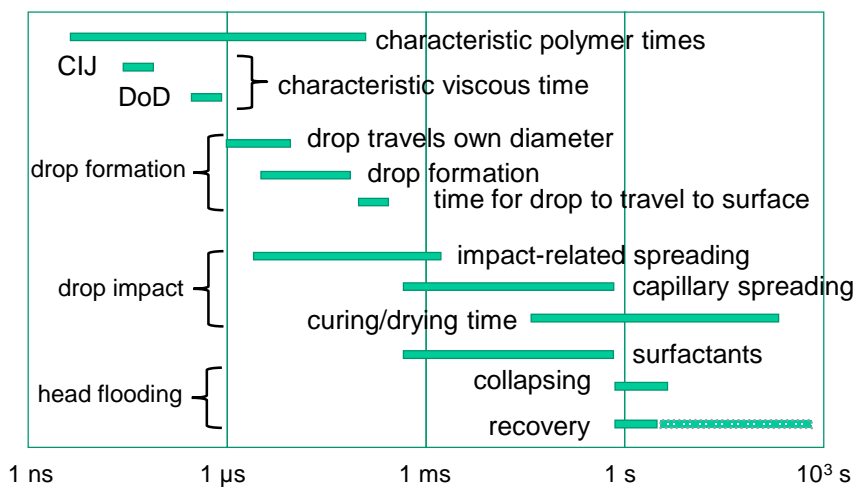 characteristic polymer times
CIJ
characteristic viscous time
DoD
drop travels own diameter
drop formation
drop formation
time for drop to travel to surface
impact-related spreading
drop impact
capillary spreading
curing/drying time
surfactants
collapsing
head flooding
recovery
1 ns 1 µs 1 ms 1 s 10³ s